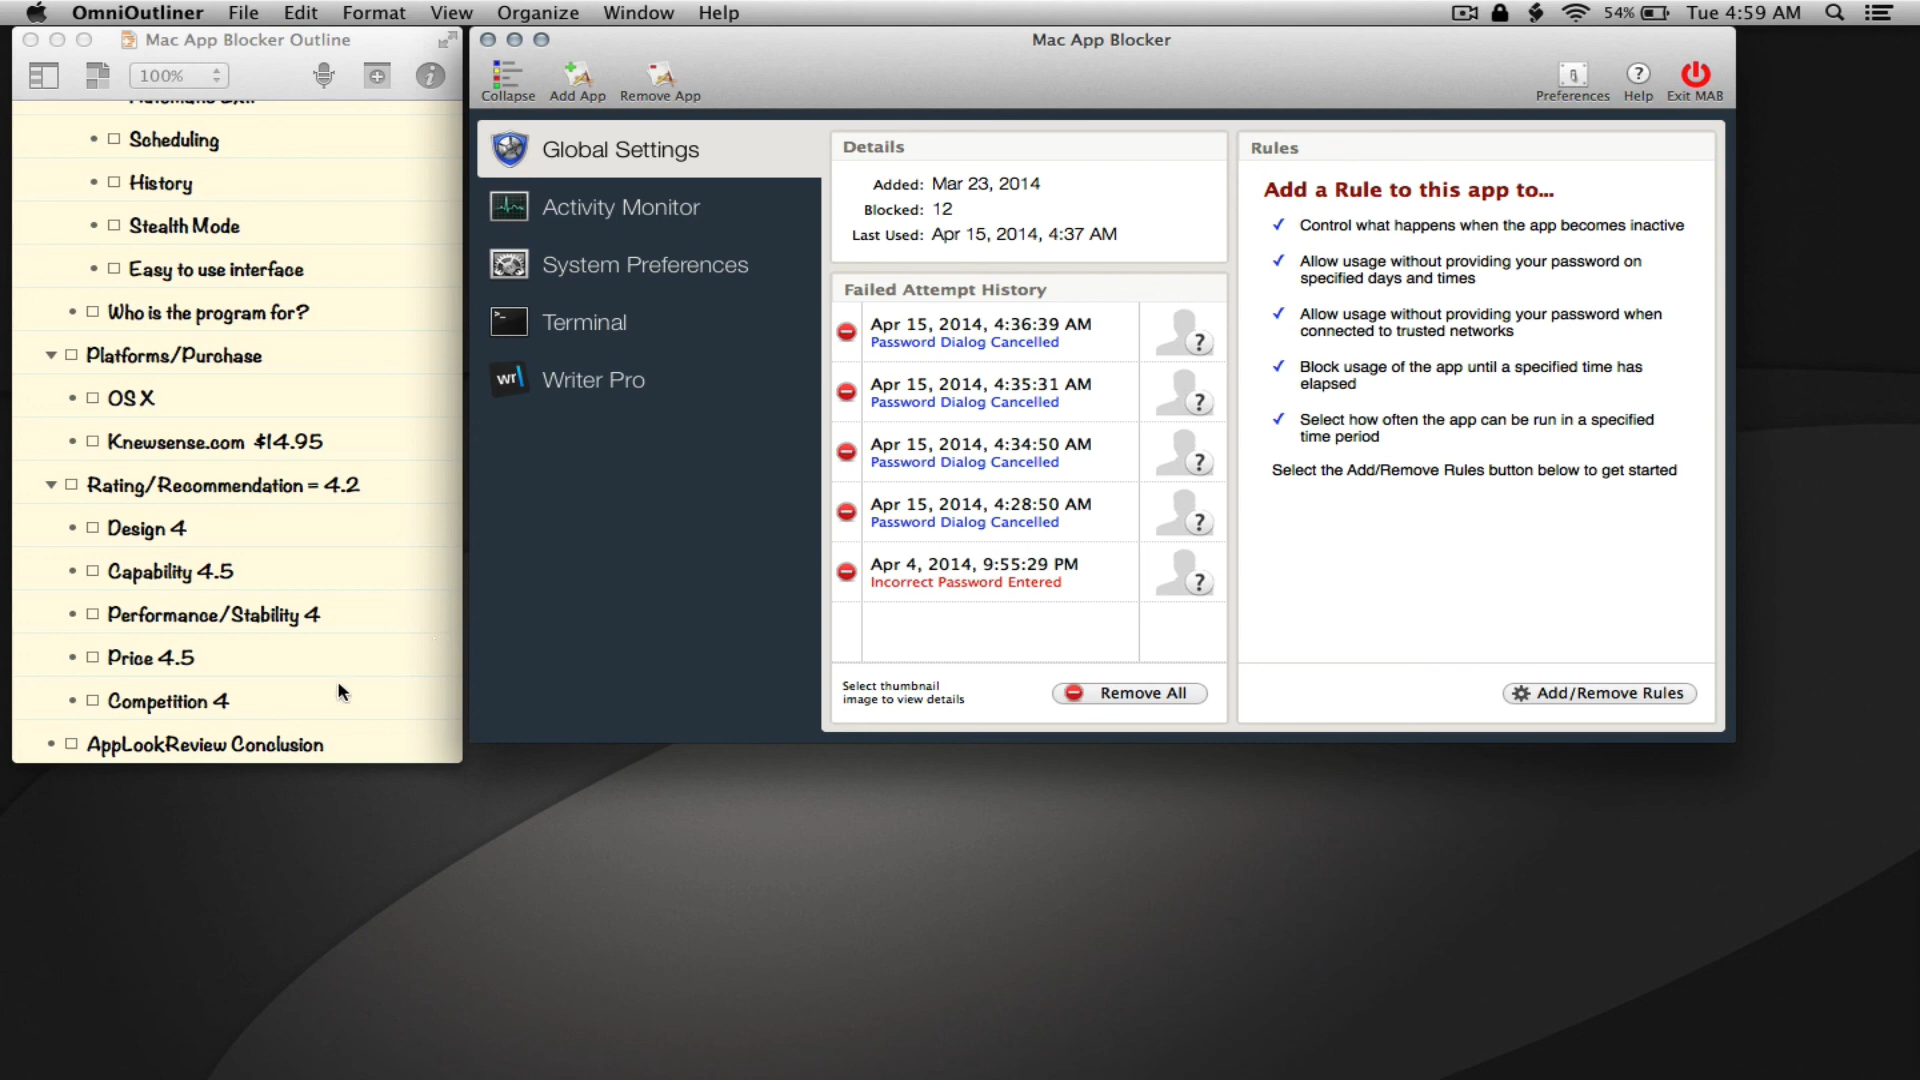 OmniOutliner File Edit Format View Organize Window Help 54% Tue 4:59 AM
Mac App Blocker Outline
100%
Scheduling
History
Stealth Mode
Easy to use interface
Who is the program for?
Platforms/Purchase
OS X
Knewsense.com $14.95
Rating/Recommendation = 4.2
Design 4
Capability 4.5
Performance/Stability 4
Price 4.5
Competition 4
AppLookReview Conclusion
Mac App Blocker
Collapse Add App Remove App Preferences Help Exit MAB
Global Settings
Activity Monitor
System Preferences
Terminal
wr Writer Pro
Details
Added: Mar 23, 2014
Blocked: 12
Last Used: Apr 15, 2014, 4:37 AM
Failed Attempt History
Apr 15, 2014, 4:36:39 AM
Password Dialog Cancelled
?
Apr 15, 2014, 4:35:31 AM
Password Dialog Cancelled
?
Apr 15, 2014, 4:34:50 AM
Password Dialog Cancelled
?
Apr 15, 2014, 4:28:50 AM
Password Dialog Cancelled
?
Apr 4, 2014, 9:55:29 PM
Incorrect Password Entered
?
Select thumbnail
image to view details
Remove All
Rules
Add a Rule to this app to...
Control what happens when the app becomes inactive
Allow usage without providing your password on
specified days and times
Allow usage without providing your password when
connected to trusted networks
Block usage of the app until a specified time has
elapsed
Select how often the app can be run in a specified
time period
Select the Add/Remove Rules button below to get started
Add/Remove Rules